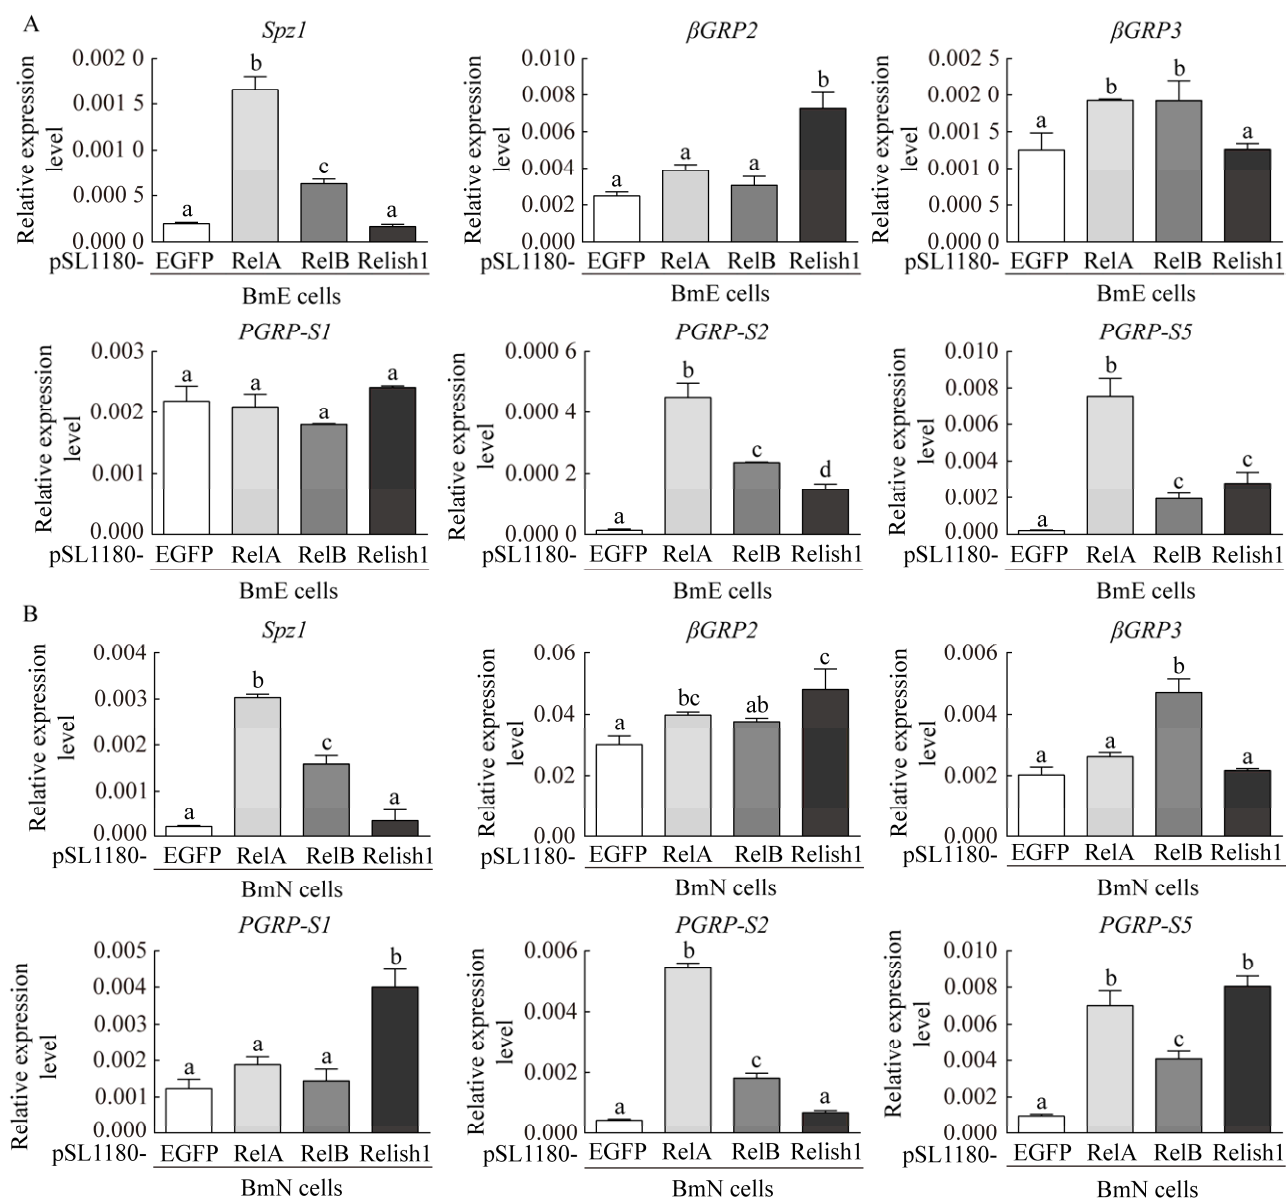 A
Spz1
Relative expression
level
0.002 0
0.001 5
0.001 0
0.000 5
0.000 0
a
b
c
a
pSL1180- EGFP RelA RelB Relish1
BmE cells
βGRP2
Relative expression
level
0.010
0.008
0.006
0.004
0.002
0.000
a
a
a
b
pSL1180- EGFP RelA RelB Relish1
BmE cells
βGRP3
Relative expression
level
0.002 5
0.002 0
0.001 5
0.001 0
0.000 5
0.000 0
a
b
b
a
pSL1180- EGFP RelA RelB Relish1
BmE cells
PGRP-S1
Relative expression
level
0.003
0.002
0.001
0.000
a
a
a
a
pSL1180- EGFP RelA RelB Relish1
BmE cells
PGRP-S2
Relative expression
level
0.000 6
0.000 4
0.000 2
0.000 0
a
b
c
d
pSL1180- EGFP RelA RelB Relish1
BmE cells
PGRP-S5
Relative expression
level
0.010
0.008
0.006
0.004
0.002
0.000
a
b
c
c
pSL1180- EGFP RelA RelB Relish1
BmE cells
B
Spz1
Relative expression
level
0.004
0.003
0.002
0.001
0.000
a
b
c
a
pSL1180- EGFP RelA RelB Relish1
BmN cells
βGRP2
Relative expression
level
0.06
0.04
0.02
0.00
a
bc
ab
c
pSL1180- EGFP RelA RelB Relish1
BmN cells
βGRP3
Relative expression
level
0.006
0.004
0.002
0.000
a
a
b
a
pSL1180- EGFP RelA RelB Relish1
BmN cells
PGRP-S1
Relative expression
level
0.005
0.004
0.003
0.002
0.001
0.000
a
a
a
b
pSL1180- EGFP RelA RelB Relish1
BmN cells
PGRP-S2
Relative expression
level
0.006
0.004
0.002
0.000
a
b
c
a
pSL1180- EGFP RelA RelB Relish1
BmN cells
PGRP-S5
Relative expression
level
0.010
0.008
0.006
0.004
0.002
0.000
a
b
c
b
pSL1180- EGFP RelA RelB Relish1
BmN cells